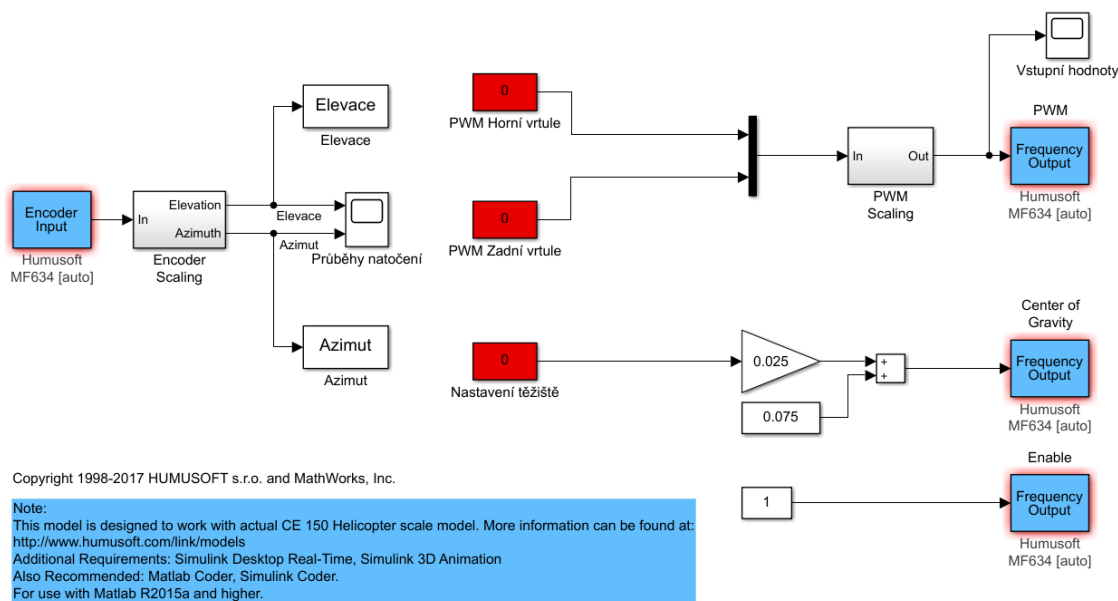 Vstupní hodnoty
Elevace
Elevace
0
PWM Horní vrtule
PWM
Frequency
Output
Humusoft
MF634 [auto]
In
Out
PWM
Scaling
Encoder
Input
Humusoft
MF634 [auto]
In
Elevation
Azimuth
Encoder
Scaling
Elevace
Azimut
Průběhy natočení
0
PWM Zadní vrtule
Azimut
Azimut
0
Nastavení těžiště
0.025
0.075
+
+
Center of
Gravity
Frequency
Output
Humusoft
MF634 [auto]
Enable
1
Frequency
Output
Humusoft
MF634 [auto]
Copyright 1998-2017 HUMUSOFT s.r.o. and MathWorks, Inc.
Note:
This model is designed to work with actual CE 150 Helicopter scale model. More information can be found at:
http://www.humusoft.com/link/models
Additional Requirements: Simulink Desktop Real-Time, Simulink 3D Animation
Also Recommended: Matlab Coder, Simulink Coder.
For use with Matlab R2015a and higher.